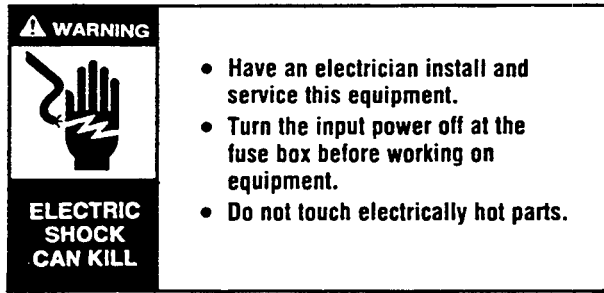 ⚠ WARNING
ELECTRIC
SHOCK
CAN KILL
● Have an electrician install and
service this equipment.
● Turn the input power off at the
fuse box before working on
equipment.
● Do not touch electrically hot parts.